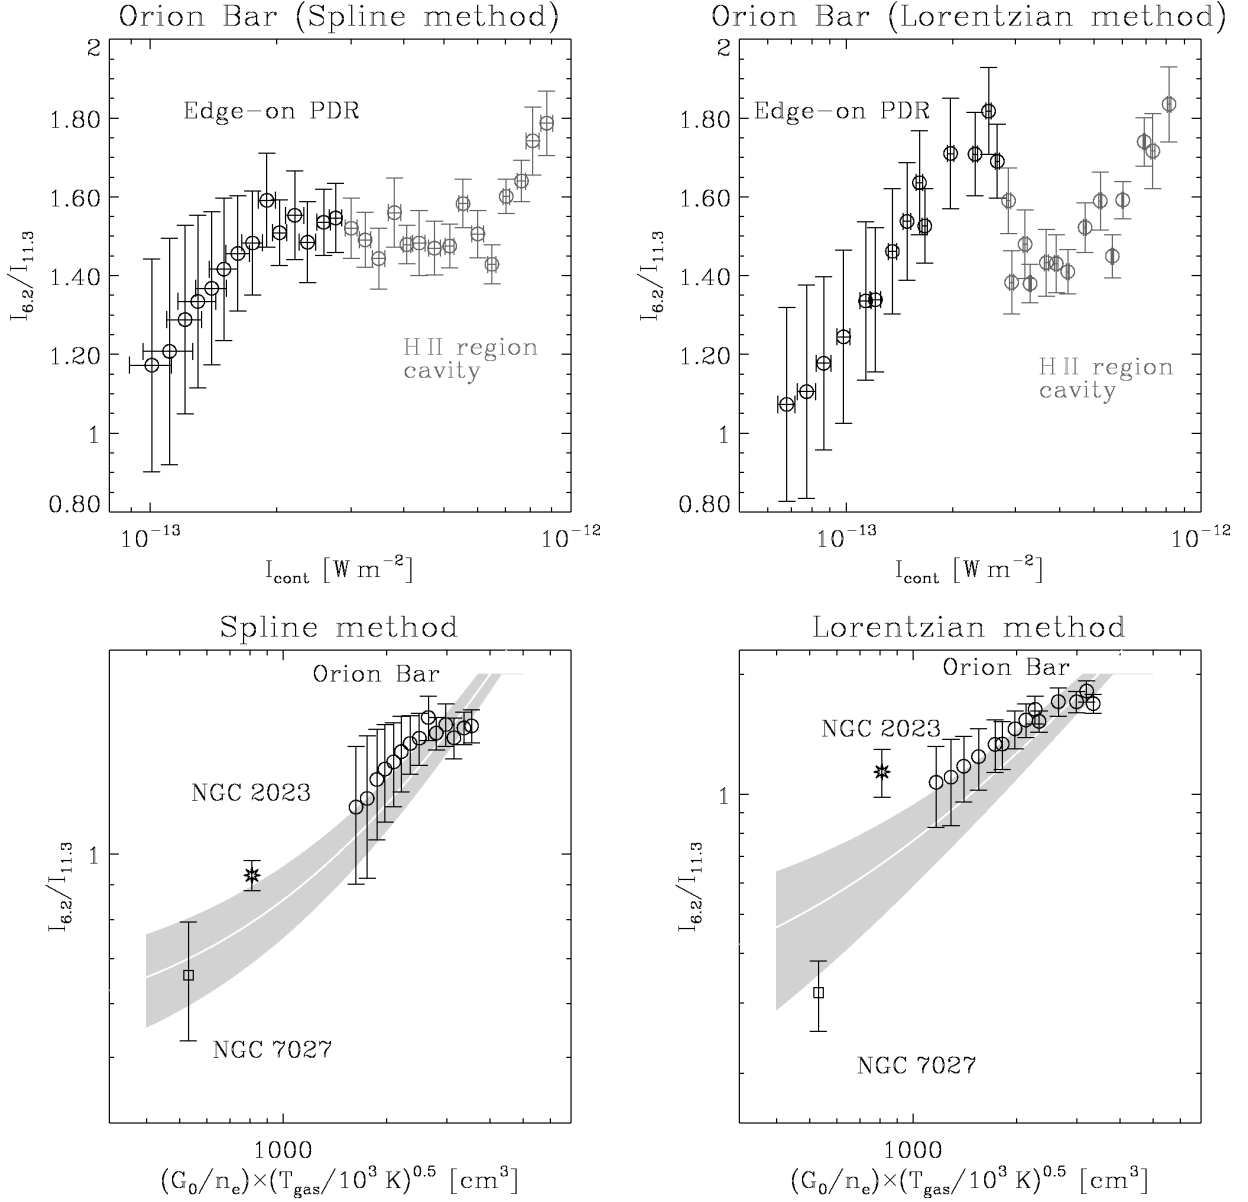 Orion Bar (Spline method)
2
1.80
1.60
1.40
1.20
1
0.80
I6.2/I11.3
Edge-on PDR
H II region
cavity
10−13
10−12
Icont [W m−2]
Orion Bar (Lorentzian method)
2
1.80
1.60
1.40
1.20
1
0.80
I6.2/I11.3
Edge-on PDR
H II region
cavity
10−13
10−12
Icont [W m−2]
Spline method
Orion Bar
NGC 2023
NGC 7027
1
I6.2/I11.3
1000
(G0/ne)×(Tgas/103 K)0.5 [cm3]
Lorentzian method
Orion Bar
NGC 2023
NGC 7027
1
I6.2/I11.3
1000
(G0/ne)×(Tgas/103 K)0.5 [cm3]